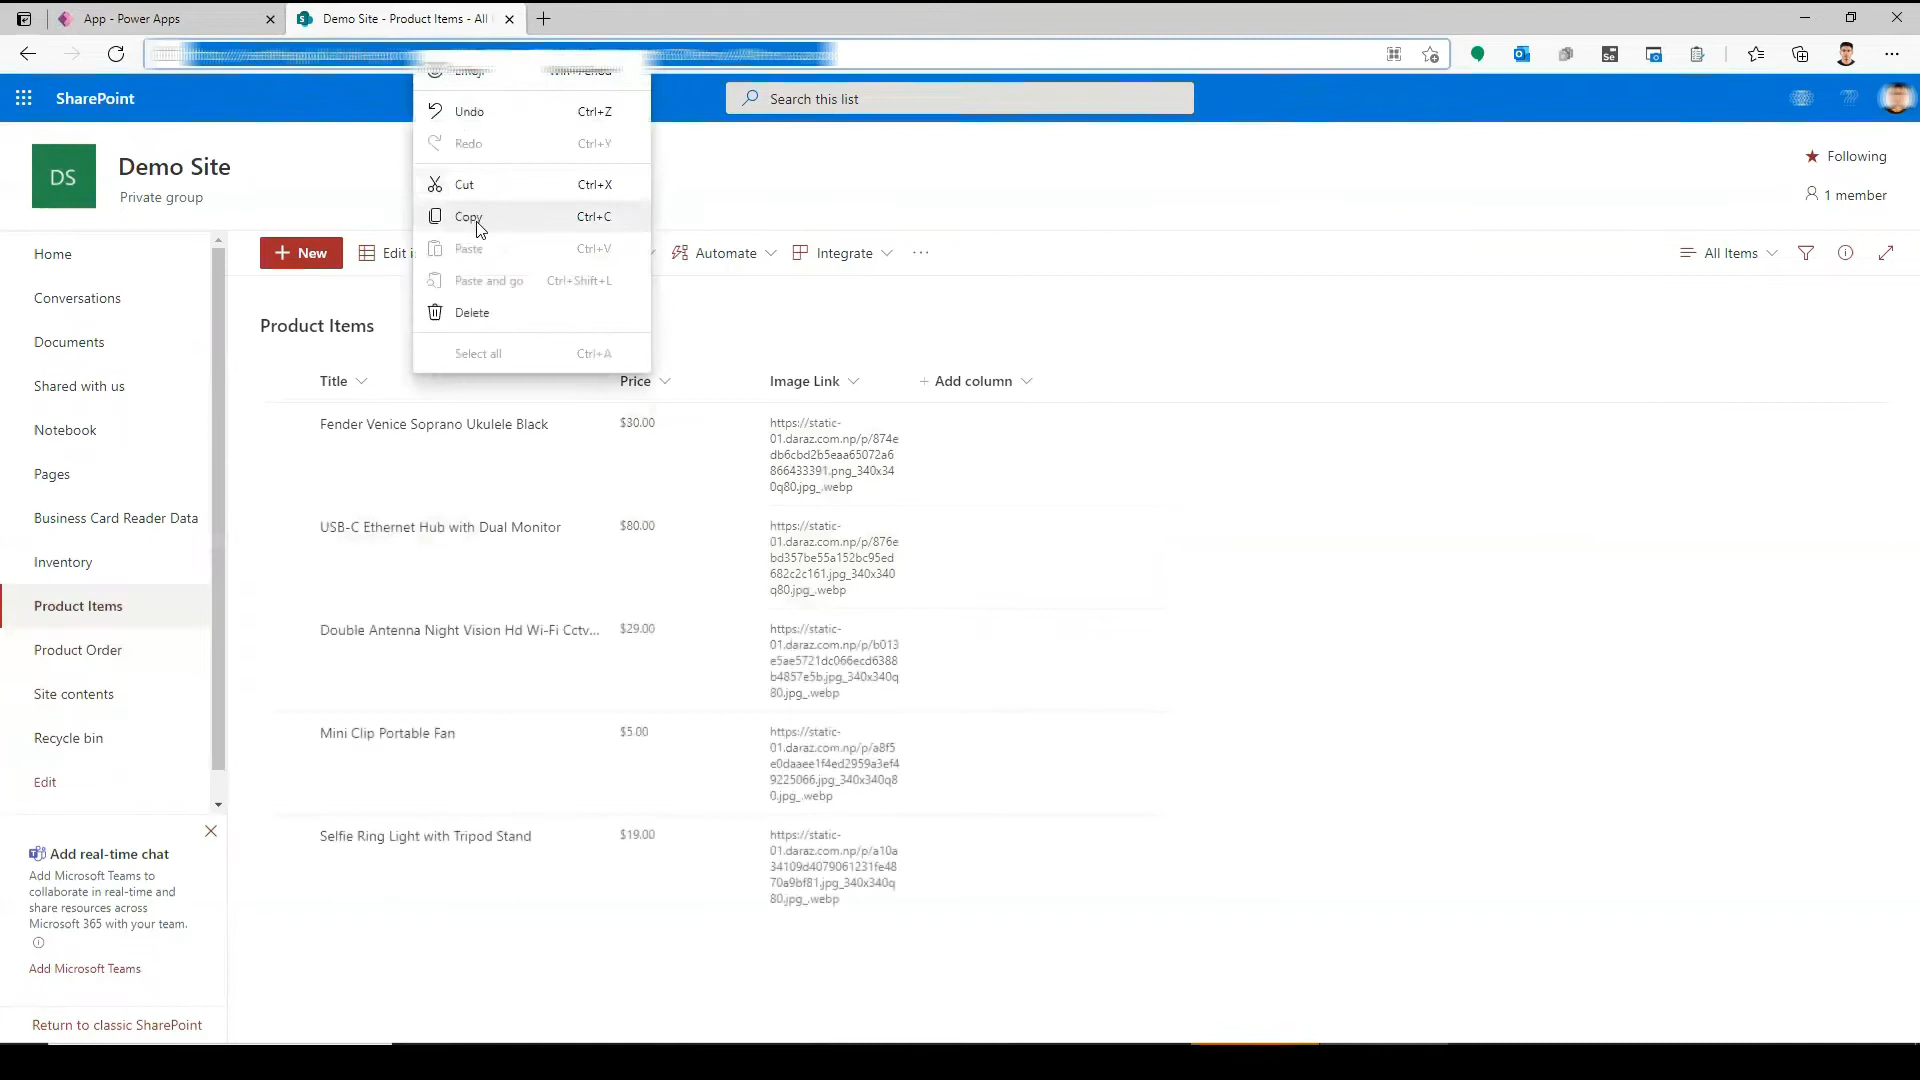 App - Power Apps
Demo Site - Product Items - All
SharePoint
Search this list
Emoji
Undo Ctrl+Z
Redo Ctrl+Y
Cut Ctrl+X
Copy Ctrl+C
Paste Ctrl+V
Paste and go Ctrl+Shift+L
Delete
Select all Ctrl+A
DS
Demo Site
Private group
Following
1 member
New
Edit i
Automate
Integrate
All Items
Home
Conversations
Documents
Shared with us
Notebook
Pages
Business Card Reader Data
Inventory
Product Items
Product Order
Site contents
Recycle bin
Edit
Product Items
Title Price Image Link + Add column
Fender Venice Soprano Ukulele Black $30.00 https://static-
01.daraz.com.np/p/874e
db6cbd2b5eaa65072a6
866433391.png_340x34
0q80.jpg_.webp
USB-C Ethernet Hub with Dual Monitor $80.00 https://static-
01.daraz.com.np/p/876e
bd357be55a152bc95ed
682c2c161.jpg_340x340
q80.jpg_.webp
Double Antenna Night Vision Hd Wi-Fi Cctv... $29.00 https://static-
01.daraz.com.np/p/b013
e5ae5721dc066ecd6388
b4857e5b.jpg_340x340q
80.jpg_.webp
Mini Clip Portable Fan $5.00 https://static-
01.daraz.com.np/p/a8f5
e0daaee1f4ed2959a3ef4
9225066.jpg_340x340q8
0.jpg_.webp
Selfie Ring Light with Tripod Stand $19.00 https://static-
01.daraz.com.np/p/a10a
34109d4079061231fe48
70a9bf81.jpg_340x340q
80.jpg_.webp
Add real-time chat
Add Microsoft Teams to
collaborate in real-time and
share resources across
Microsoft 365 with your team.
Add Microsoft Teams
Return to classic SharePoint